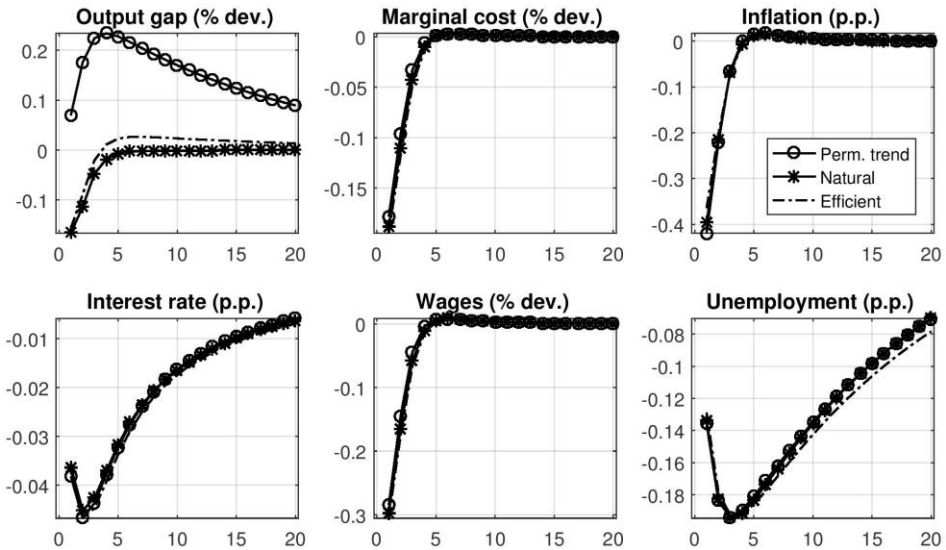 Output gap (% dev.)
0.2
0.1
0
-0.1
0 5 10 15 20
Marginal cost (% dev.)
0
-0.05
-0.1
-0.15
0 5 10 15 20
Inflation (p.p.)
0
-0.1
-0.2
-0.3
-0.4
Perm. trend
Natural
Efficient
0 5 10 15 20
Interest rate (p.p.)
-0.01
-0.02
-0.03
-0.04
0 5 10 15 20
Wages (% dev.)
0
-0.1
-0.2
-0.3
0 5 10 15 20
Unemployment (p.p.)
-0.08
-0.1
-0.12
-0.14
-0.16
-0.18
0 5 10 15 20